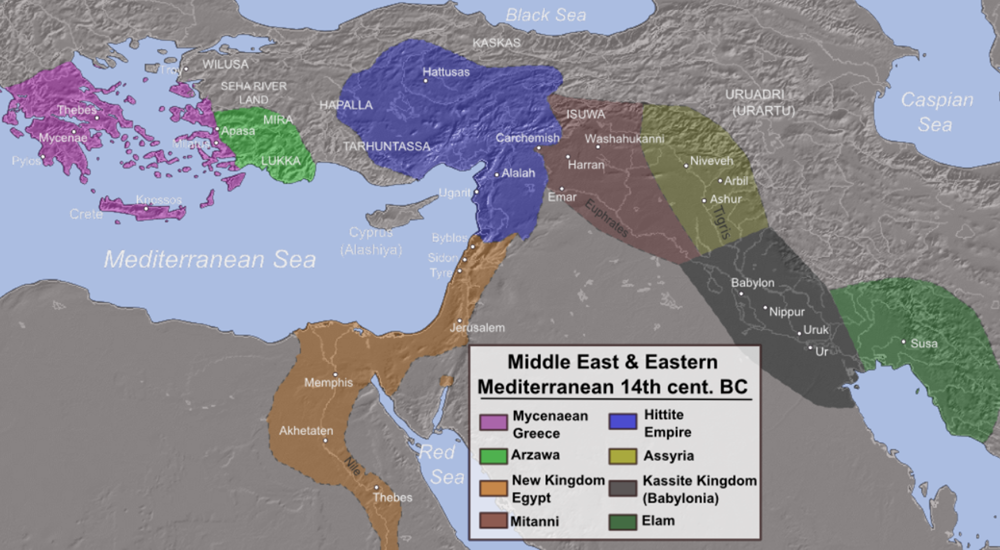 Black Sea
KASKAS
Troy
WILUSA
Hattusas
SEHA RIVER
LAND
URUADRI
(URARTU)
Caspian
Sea
HAPALLA
Thebes
MIRA
ISUWA
Apasa
Mycenae
Carchemish
Washahukanni
Milatus
TARHUNTASSA
Pylos
LUKKA
Harran
Niveveh
Alalah
Arbil
Ugarit
Emar
Ashur
Knossos
Crete
Euphrates
Tigris
Cyprus
(Alashiya)
Byblos
Mediterranean Sea
Sidon
Tyre
Babylon
Nippur
Jerusalem
Uruk
Susa
Ur
Memphis
Akhetaten
Nile
Red
Sea
Thebes
Middle East & Eastern
Mediterranean 14th cent. BC
Mycenaean
Greece
Arzawa
New Kingdom
Egypt
Mitanni
Hittite
Empire
Assyria
Kassite Kingdom
(Babylonia)
Elam